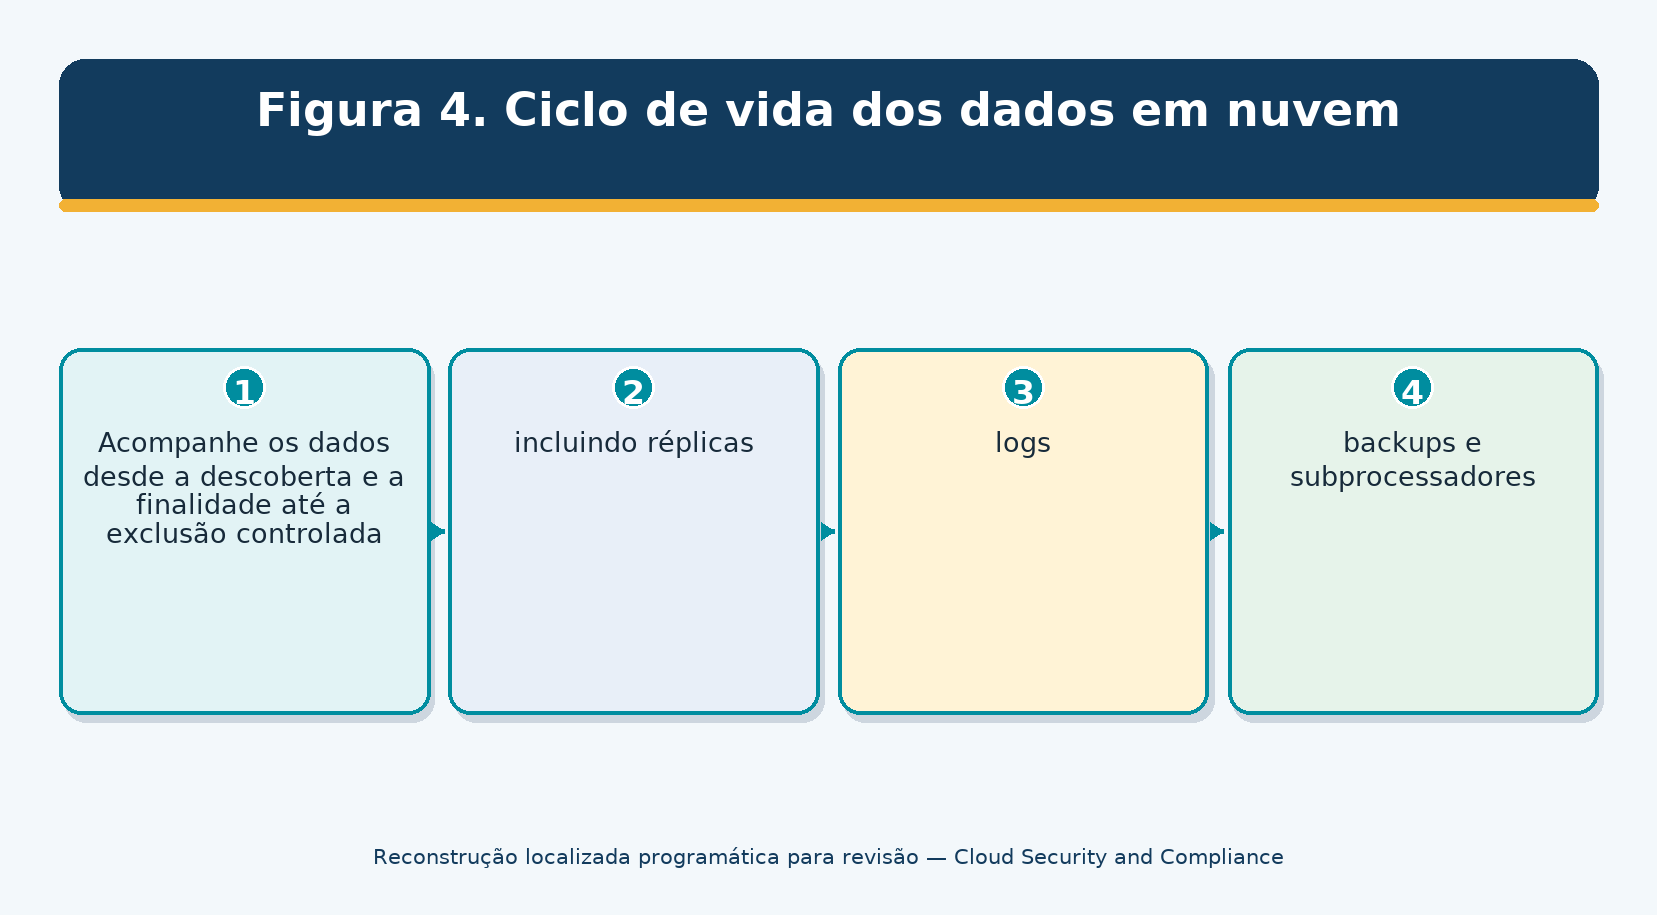 Figura 4. Ciclo de vida dos dados em nuvem
1
Acompanhe os dados
desde a descoberta e a
finalidade até a
exclusão controlada
2
incluindo réplicas
3
logs
4
backups e
subprocessadores
Reconstrução localizada programática para revisão — Cloud Security and Compliance